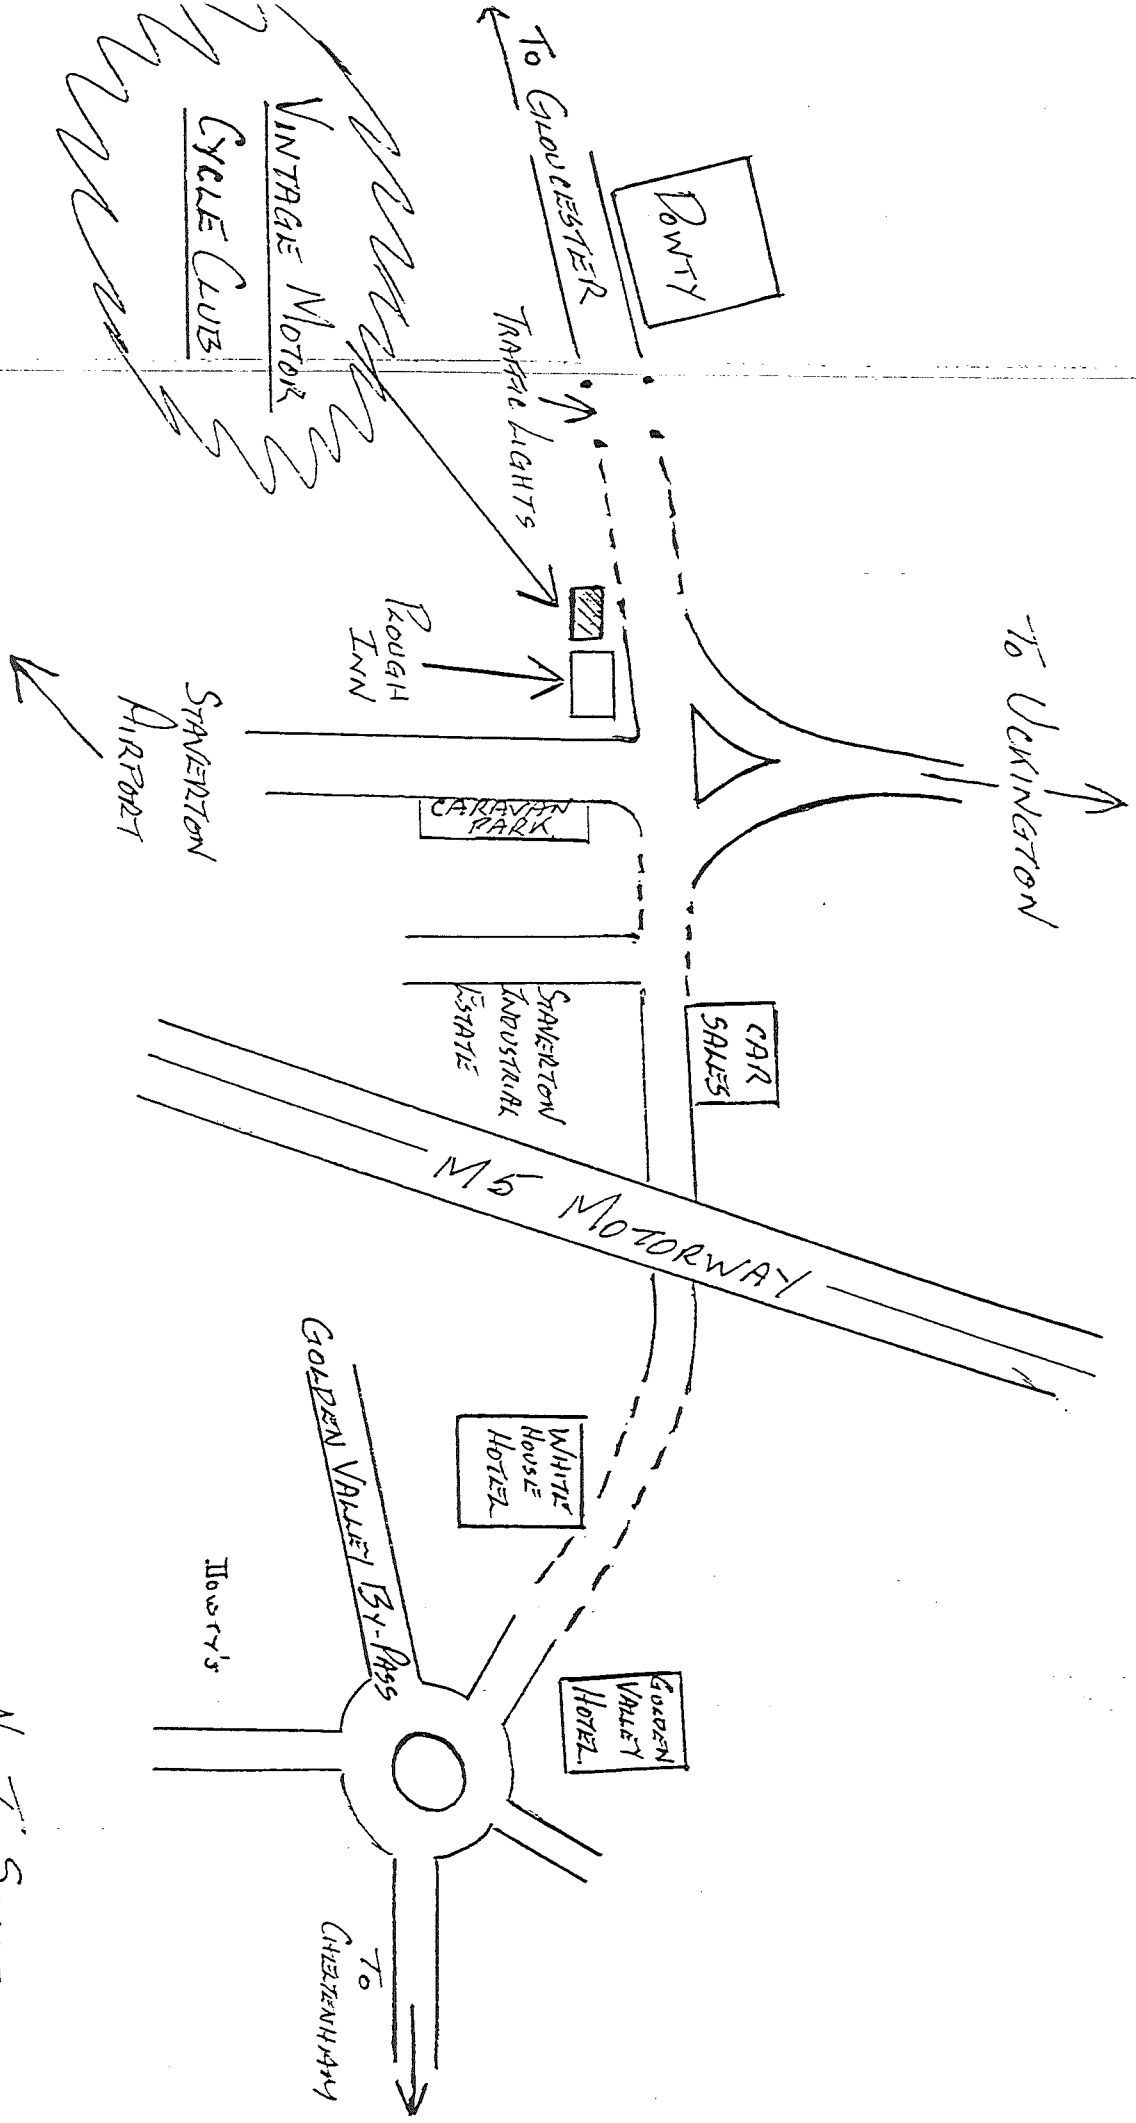 To UCKINGTON
DOWTY
To GLOUCESTER
TRAFFIC LIGHTS
VINTAGE MOTOR
CYCLE CLUB
PLOUGH
INN
STAVERTON
AIRPORT
CARAVAN
PARK
STAVERTON
INDUSTRIAL
ESTATE
CAR
SALES
M5 MOTORWAY
WHITE
HOUSE
HOTEL
GOLDEN
VALLEY
HOTEL
GOLDEN VALLEY BY-PASS
Dowty's
TO
CHELTENHAM